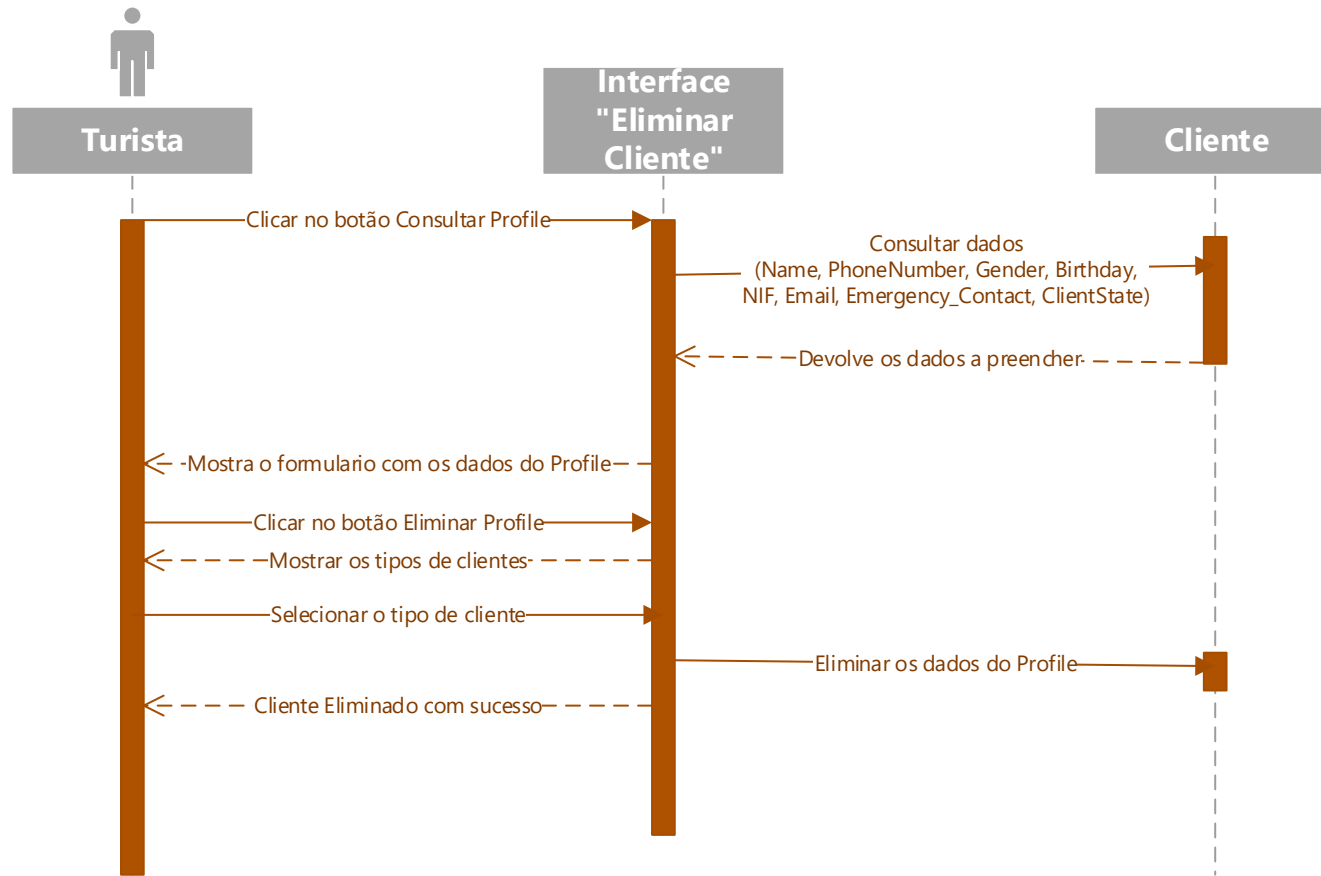 Turista
Interface
"Eliminar
Cliente"
Cliente
Clicar no botão Consultar Profile
Consultar dados
(Name, PhoneNumber, Gender, Birthday,
NIF, Email, Emergency_Contact, ClientState)
Devolve os dados a preencher
Mostra o formulario com os dados do Profile
Clicar no botão Eliminar Profile
Mostrar os tipos de clientes
Selecionar o tipo de cliente
Eliminar os dados do Profile
Cliente Eliminado com sucesso